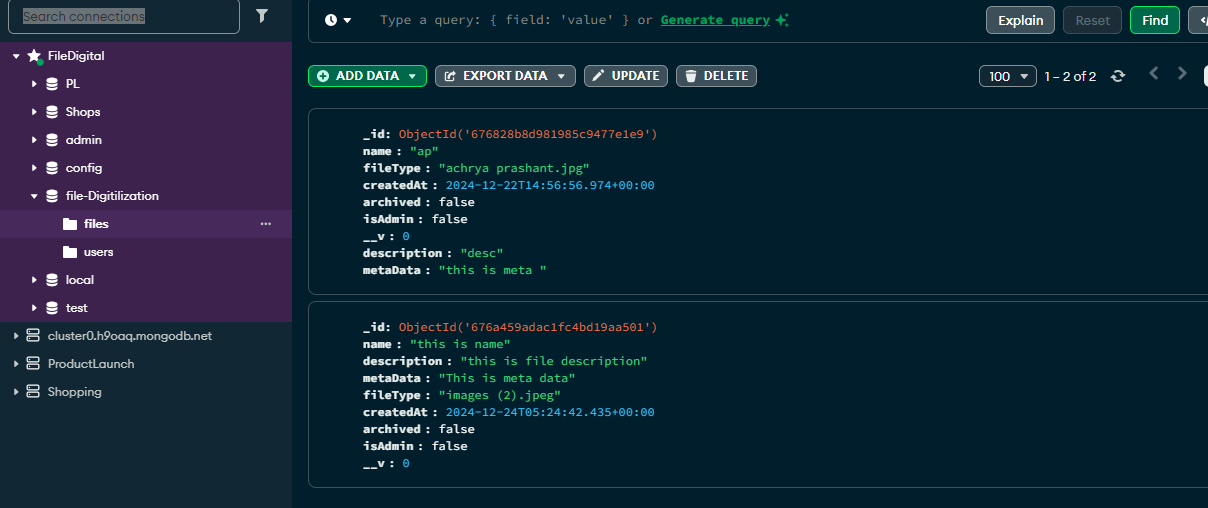 Search connections
FileDigital
PL
Shops
admin
config
file-Digitilization
files
users
local
test
cluster0.h9oaq.mongodb.net
ProductLaunch
Shopping
Type a query: { field: 'value' } or Generate query
Explain
Reset
Find
ADD DATA
EXPORT DATA
UPDATE
DELETE
100
1 – 2 of 2
_id: ObjectId('676828b8d981985c9477e1e9')
name : "ap"
fileType : "achrya prashant.jpg"
createdAt : 2024-12-22T14:56:56.974+00:00
archived : false
isAdmin : false
__v : 0
description : "desc"
metaData : "this is meta "
_id: ObjectId('676a459adac1fc4bd19aa501')
name : "this is name"
description : "this is file description"
metaData : "This is meta data"
fileType : "images (2).jpeg"
createdAt : 2024-12-24T05:24:42.435+00:00
archived : false
isAdmin : false
__v : 0